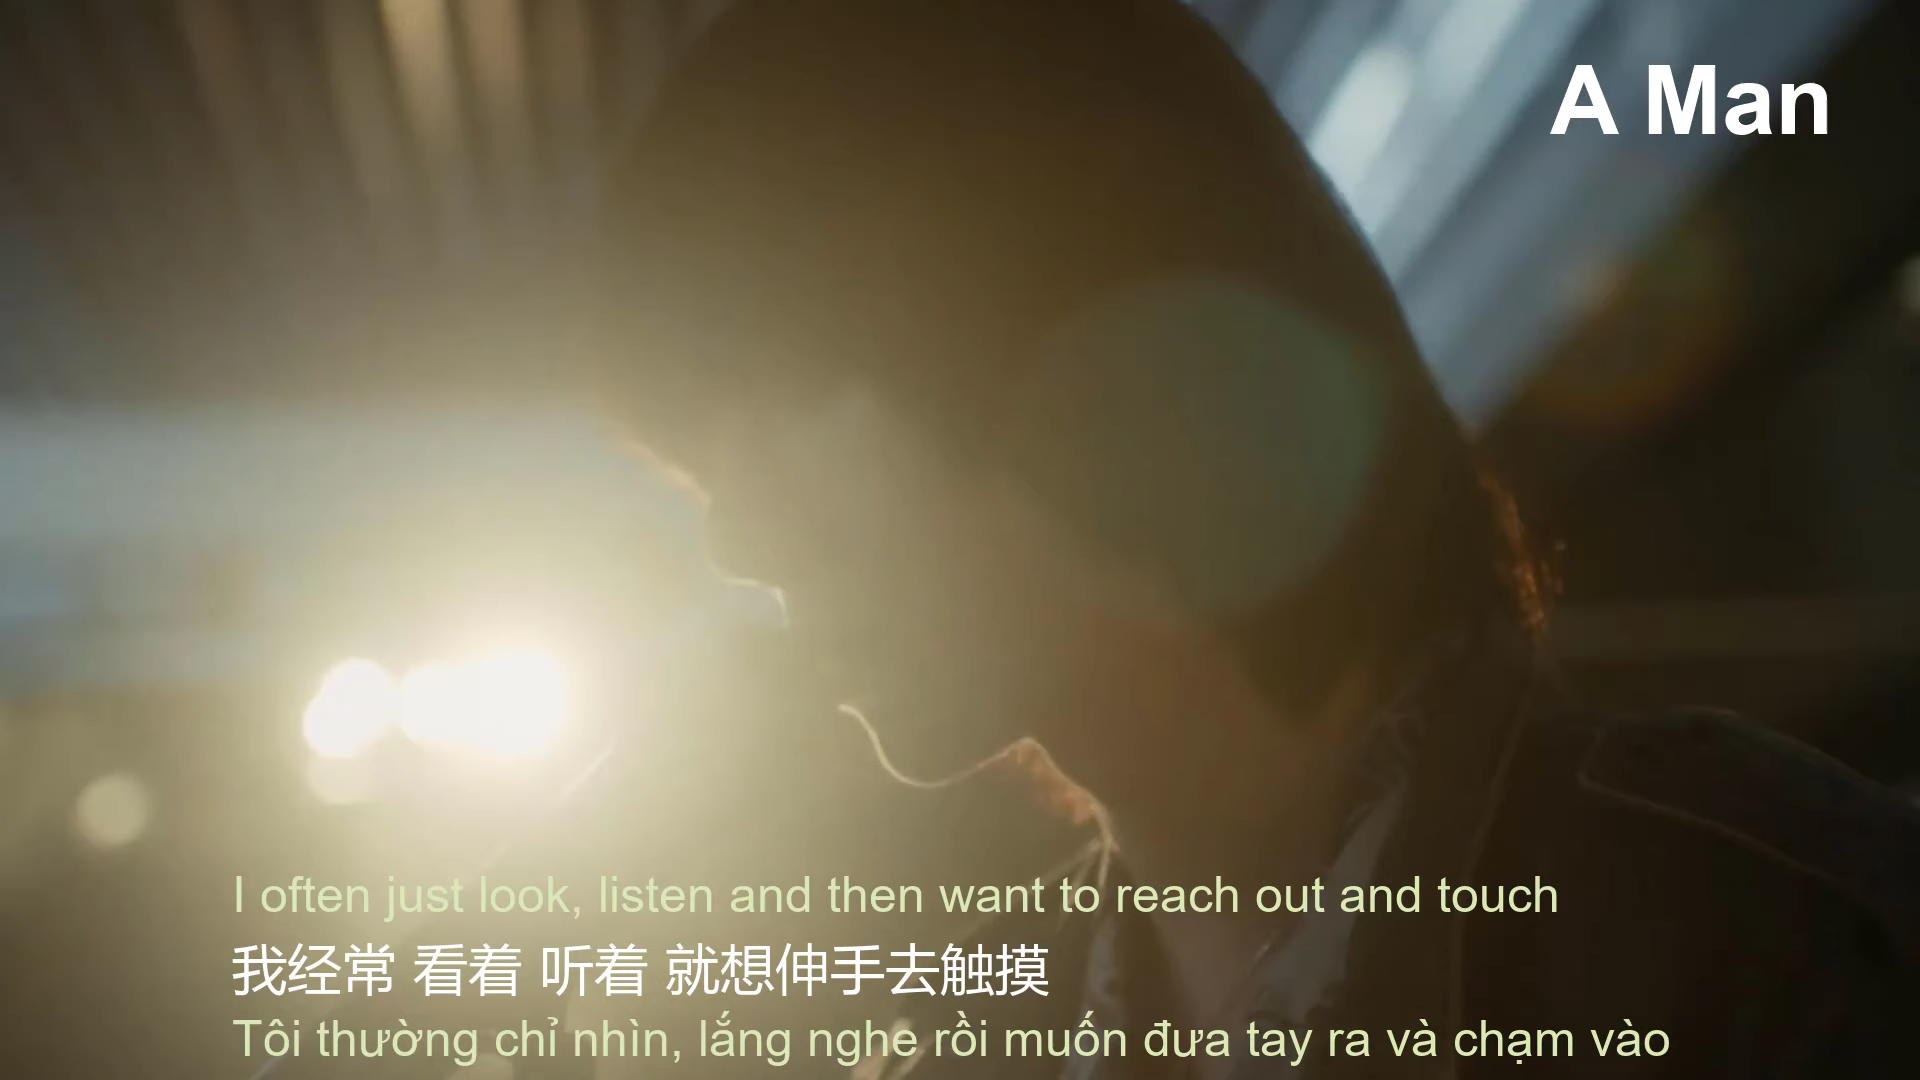 A Man
I often just look, listen and then want to reach out and touch
我经常 看着 听着 就想伸手去触摸
Tôi thường chỉ nhìn, lắng nghe rồi muốn đưa tay ra và chạm vào